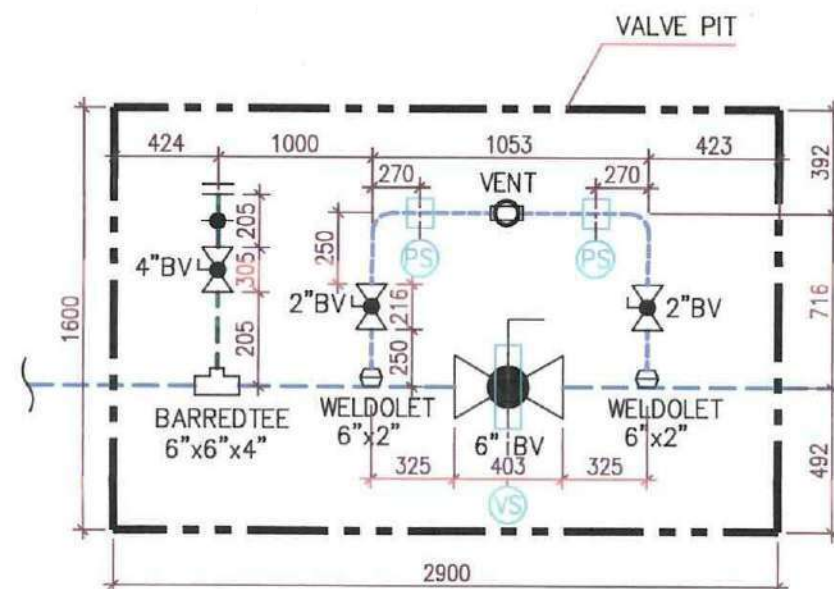 VALVE PIT
424
1000
1053
423
392
270
VENT
270
205
250
PS
PS
4"BV
305
2"BV
216
2"BV
716
1600
205
250
BARREDTEE
6"x6"x4"
WELDOLET
6"x2"
6" BV
WELDOLET
6"x2"
325
403
325
492
VS
2900